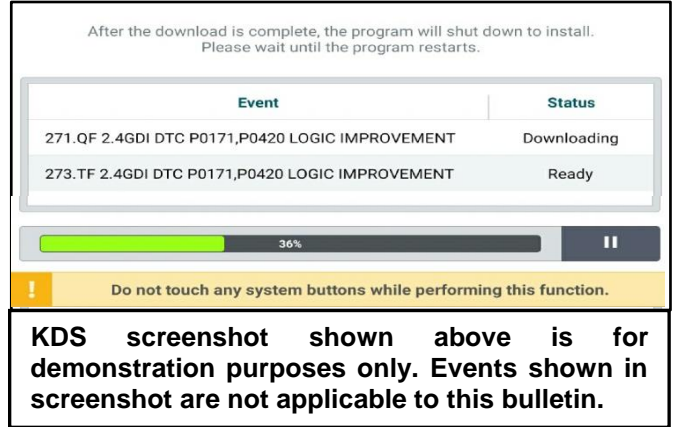 After the download is complete, the program will shut down to install.
Please wait until the program restarts.
Event Status
271.QF 2.4GDI DTC P0171,P0420 LOGIC IMPROVEMENT Downloading
273.TF 2.4GDI DTC P0171,P0420 LOGIC IMPROVEMENT Ready
36%
! Do not touch any system buttons while performing this function.
KDS screenshot shown above is for
demonstration purposes only. Events shown in
screenshot are not applicable to this bulletin.